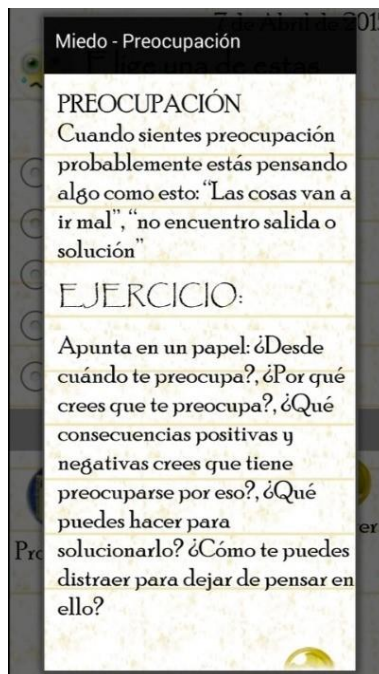 7 de Abril de 201
Miedo - Preocupación
Elige una de estas
PREOCUPACIÓN
Cuando sientes preocupación
probablemente estás pensando
algo como esto: “Las cosas van a
ir mal”, “no encuentro salida o
solución”
EJERCICIO:
Apunta en un papel: ¿Desde
cuándo te preocupa?, ¿Por qué
crees que te preocupa?, ¿Qué
consecuencias positivas y
negativas crees que tiene
preocuparse por eso?, ¿Qué
puedes hacer para
solucionarlo? ¿Cómo te puedes
distraer para dejar de pensar en
ello?